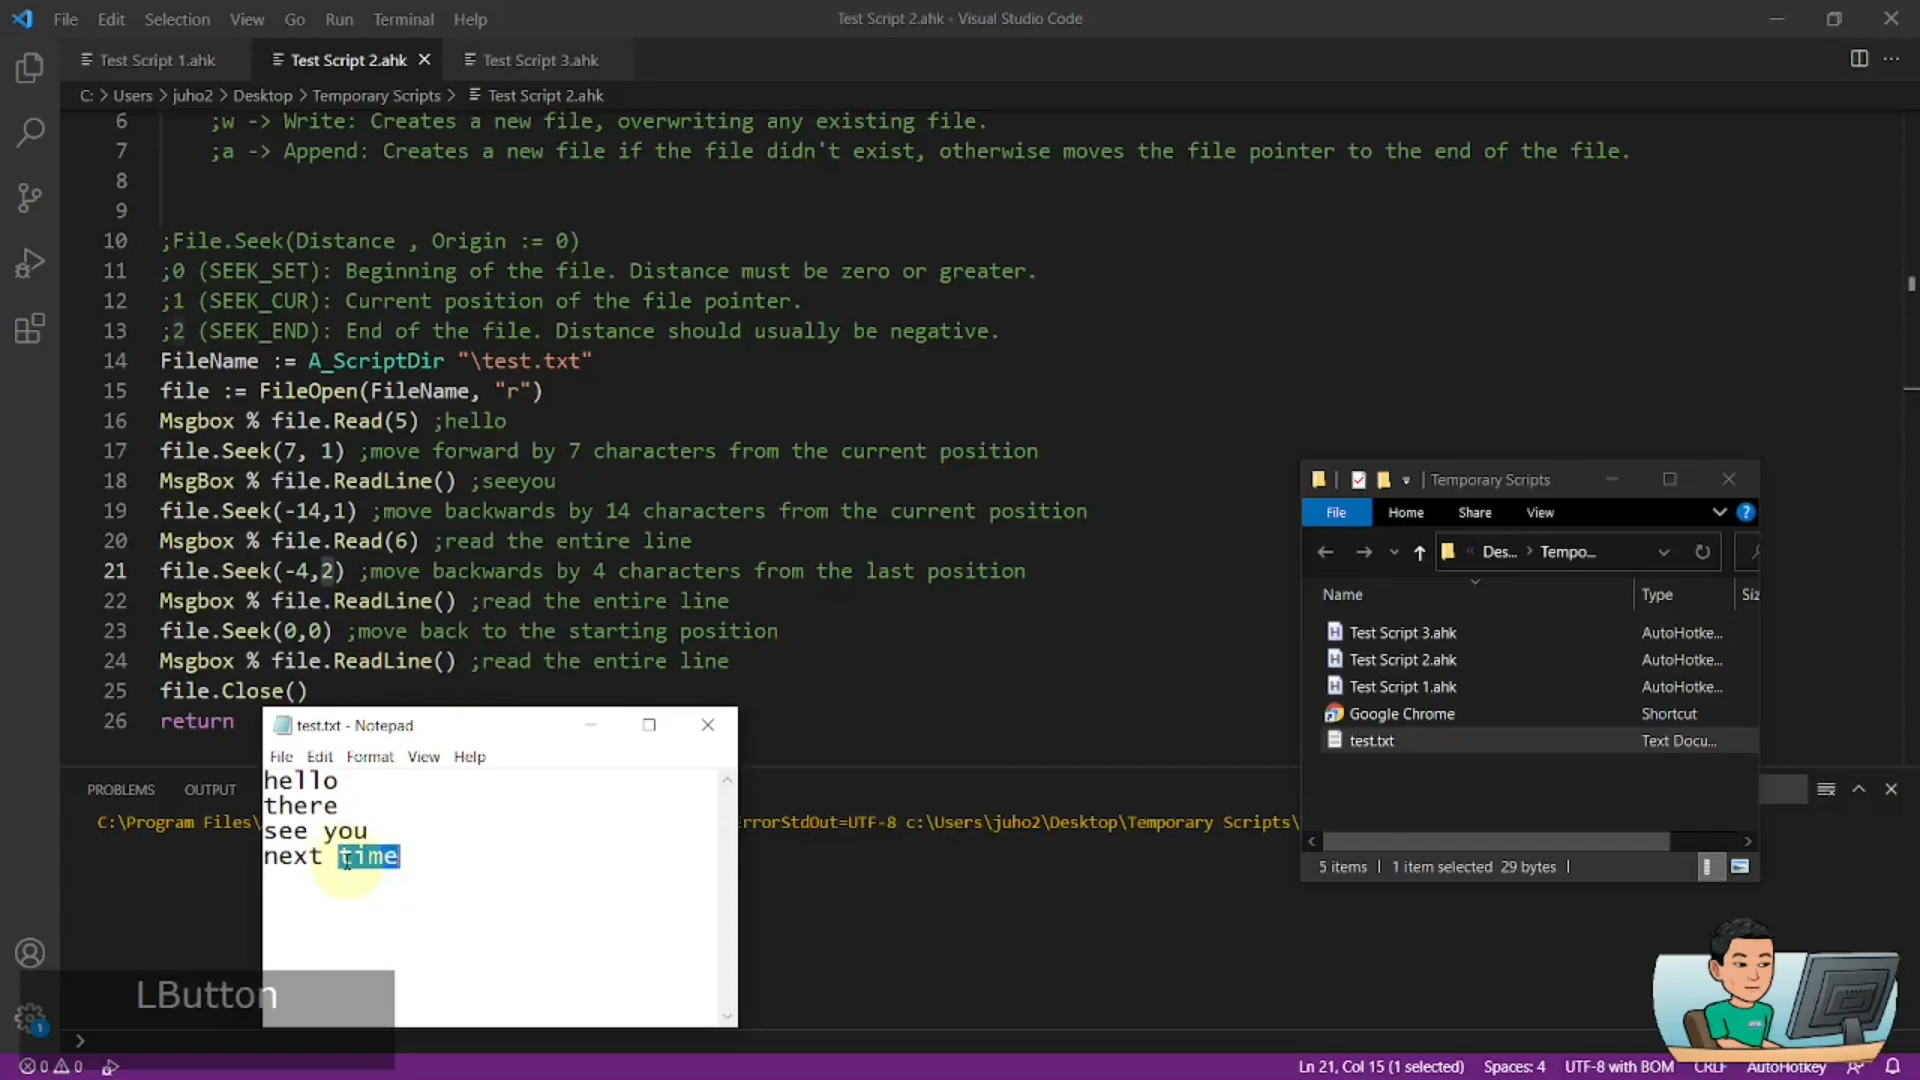 File Edit Selection View Go Run Terminal Help
Test Script 2.ahk - Visual Studio Code
Test Script 1.ahk
Test Script 2.ahk
Test Script 3.ahk
C: > Users > juho2 > Desktop > Temporary Scripts > Test Script 2.ahk
6 ;w -> Write: Creates a new file, overwriting any existing file.
7 ;a -> Append: Creates a new file if the file didn't exist, otherwise moves the file pointer to the end of the file.
8
9
10 ;File.Seek(Distance , Origin := 0)
11 ;0 (SEEK_SET): Beginning of the file. Distance must be zero or greater.
12 ;1 (SEEK_CUR): Current position of the file pointer.
13 ;2 (SEEK_END): End of the file. Distance should usually be negative.
14 FileName := A_ScriptDir "\test.txt"
15 file := FileOpen(FileName, "r")
16 Msgbox % file.Read(5) ;hello
17 file.Seek(7, 1) ;move forward by 7 characters from the current position
18 MsgBox % file.ReadLine() ;seeyou
19 file.Seek(-14,1) ;move backwards by 14 characters from the current position
20 Msgbox % file.Read(6) ;read the entire line
21 file.Seek(-4,2) ;move backwards by 4 characters from the last position
22 Msgbox % file.ReadLine() ;read the entire line
23 file.Seek(0,0) ;move back to the starting position
24 Msgbox % file.ReadLine() ;read the entire line
25 file.Close()
26 return
Temporary Scripts
File Home Share View
Des... > Tempo...
Name Type Siz
Test Script 3.ahk AutoHotke...
Test Script 2.ahk AutoHotke...
Test Script 1.ahk AutoHotke...
Google Chrome Shortcut
test.txt Text Docu...
5 items 1 item selected 29 bytes
test.txt - Notepad
File Edit Format View Help
hello
there
see you
next time
PROBLEMS OUTPUT
C:\Program Files\
rrorStdOut=UTF-8 c:\Users\juho2\Desktop\Temporary Scripts\
LButton
1
0 0
Ln 21, Col 15 (1 selected) Spaces: 4 UTF-8 with BOM CRLF AutoHotkey